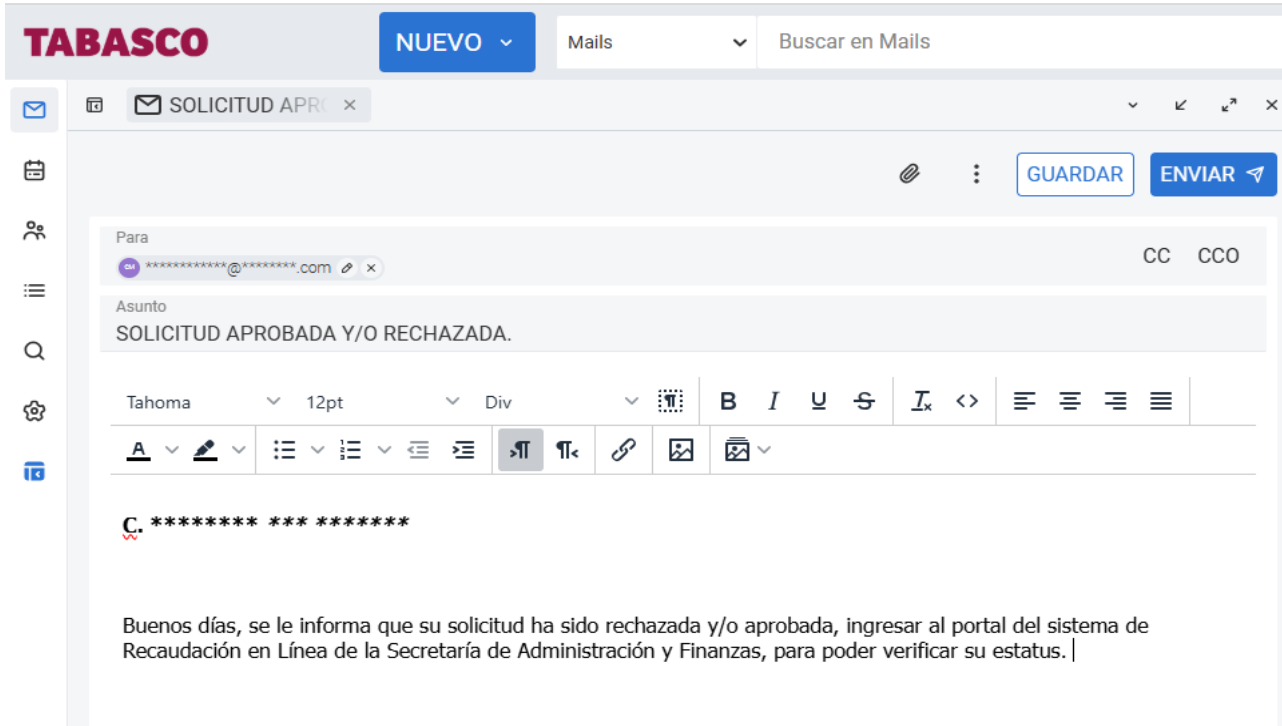 TABASCO
NUEVO
Mails
Buscar en Mails
SOLICITUD APR
GUARDAR
ENVIAR
Para
************@********.com
CC
CCO
Asunto
SOLICITUD APROBADA Y/O RECHAZADA.
Tahoma
12pt
Div
C. ******** *** *******
Buenos días, se le informa que su solicitud ha sido rechazada y/o aprobada, ingresar al portal del sistema de
Recaudación en Línea de la Secretaría de Administración y Finanzas, para poder verificar su estatus.